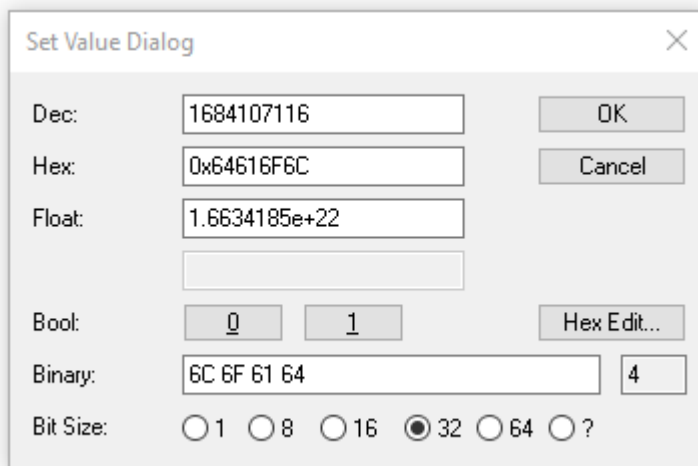 Set Value Dialog
Dec: 1684107116 OK
Hex: 0x64616F6C Cancel
Float: 1.6634185e+22
Bool: 0 1 Hex Edit...
Binary: 6C 6F 61 64 4
Bit Size: 1 8 16 32 64 ?